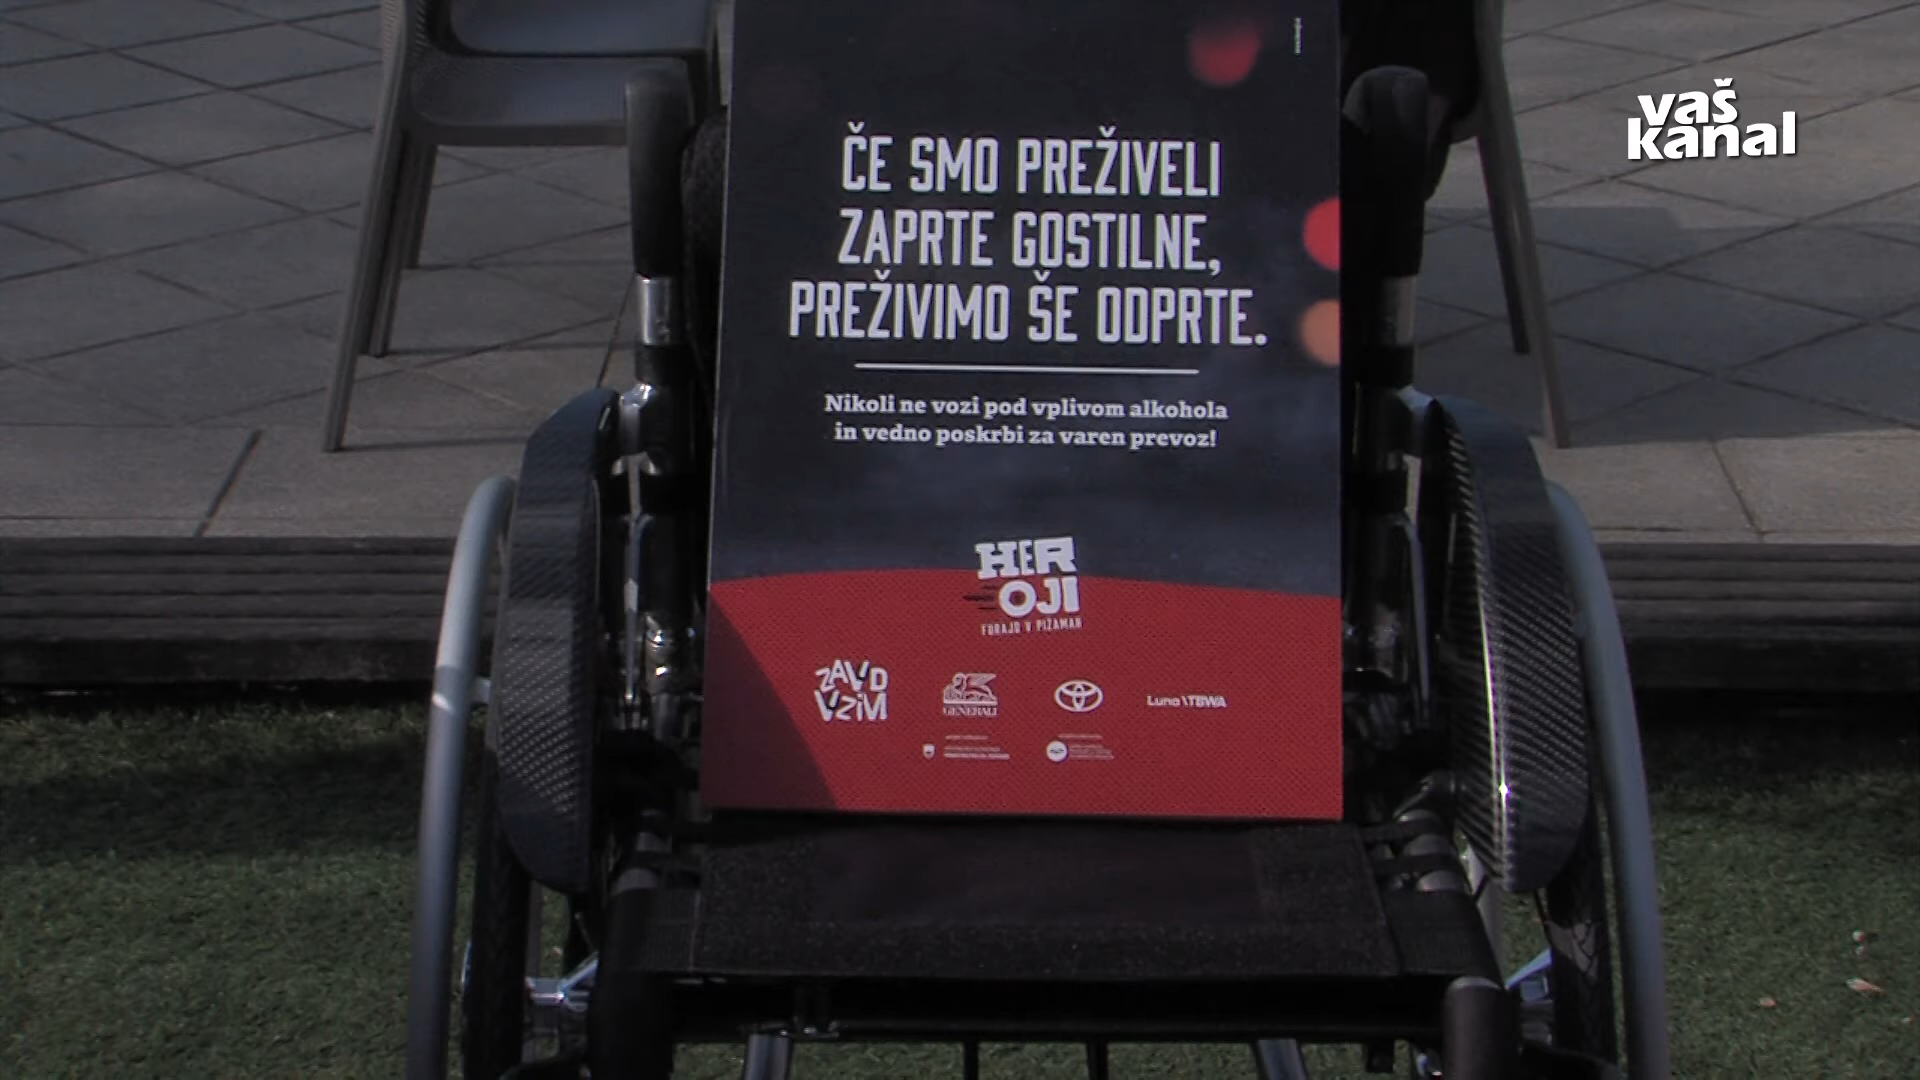 vaš
kanal
ČE SMO PREŽIVELI
ZAPRTE GOSTILNE,
PREŽIVIMO ŠE ODPRTE.
Nikoli ne vozi pod vplivom alkohola
in vedno poskrbi za varen prevoz!
HER
OJI
FURAJO V PIŽAMAH
ZAVOD
VIZIM
GENERALI
Luna \TBWA